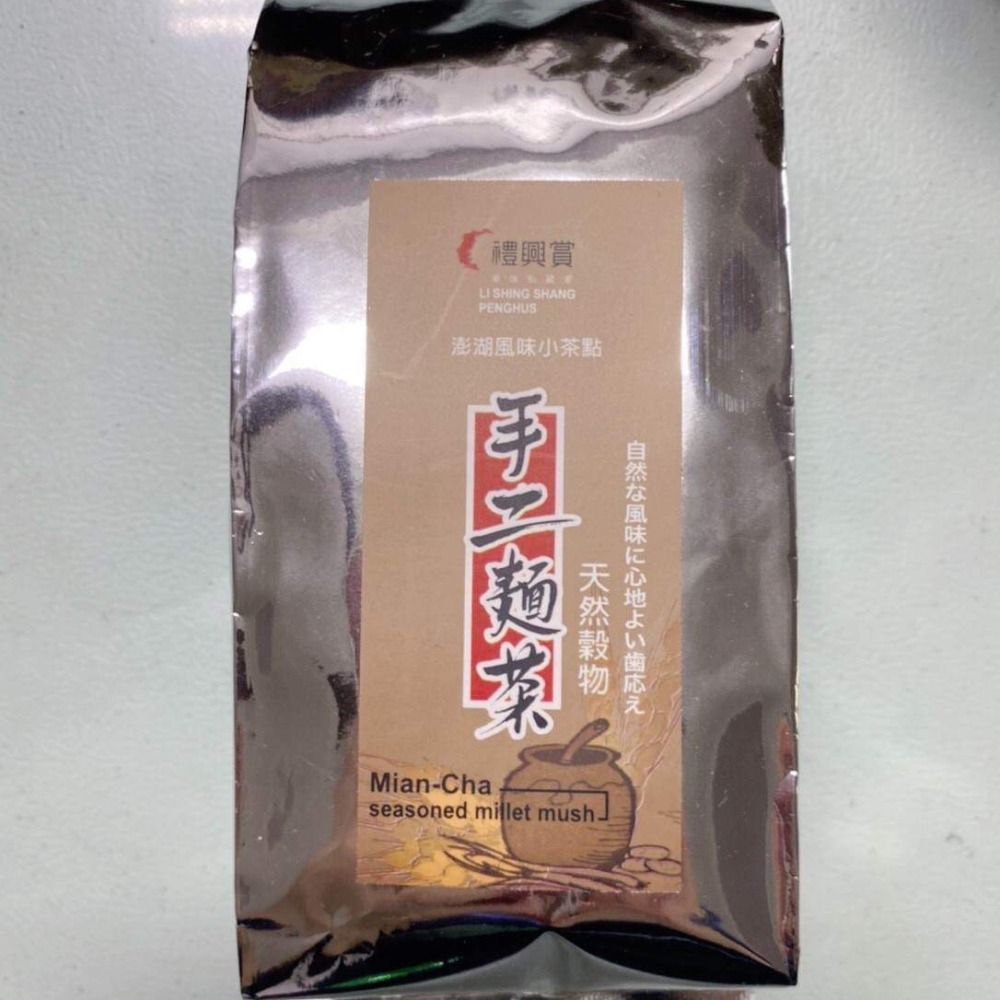 禮興賞
LI SHING SHANG
PENGHUS
澎湖風味小茶點
手工麵茶
天然穀物
自然な風味に心地よい歯応え
Mian-Cha
seasoned millet mush